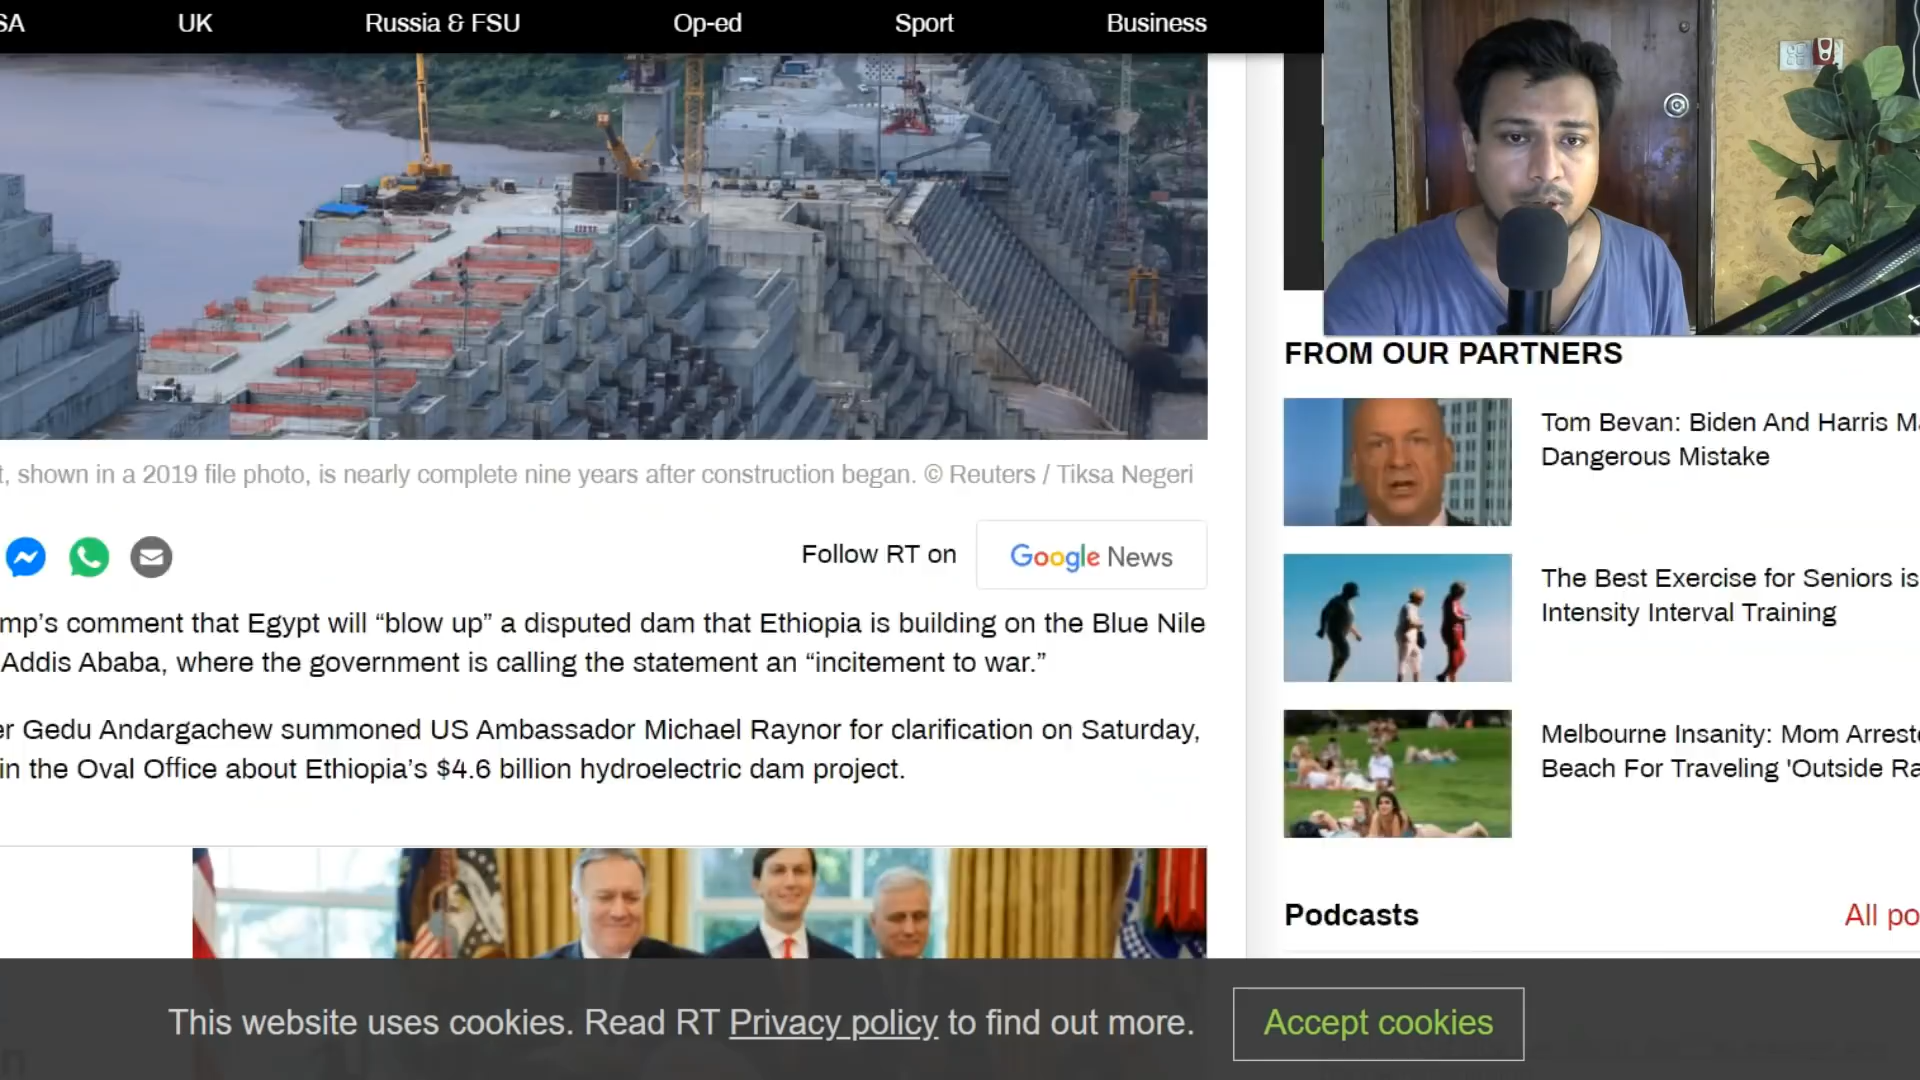 SA
UK
Russia & FSU
Op-ed
Sport
Business
t, shown in a 2019 file photo, is nearly complete nine years after construction began. © Reuters / Tiksa Negeri
Follow RT on
Google News
mp’s comment that Egypt will “blow up” a disputed dam that Ethiopia is building on the Blue Nile
Addis Ababa, where the government is calling the statement an “incitement to war.”
er Gedu Andargachew summoned US Ambassador Michael Raynor for clarification on Saturday,
in the Oval Office about Ethiopia’s $4.6 billion hydroelectric dam project.
FROM OUR PARTNERS
Tom Bevan: Biden And Harris Ma
Dangerous Mistake
The Best Exercise for Seniors is
Intensity Interval Training
Melbourne Insanity: Mom Arreste
Beach For Traveling 'Outside Ra
Podcasts
All po
This website uses cookies. Read RT Privacy policy to find out more.
Accept cookies